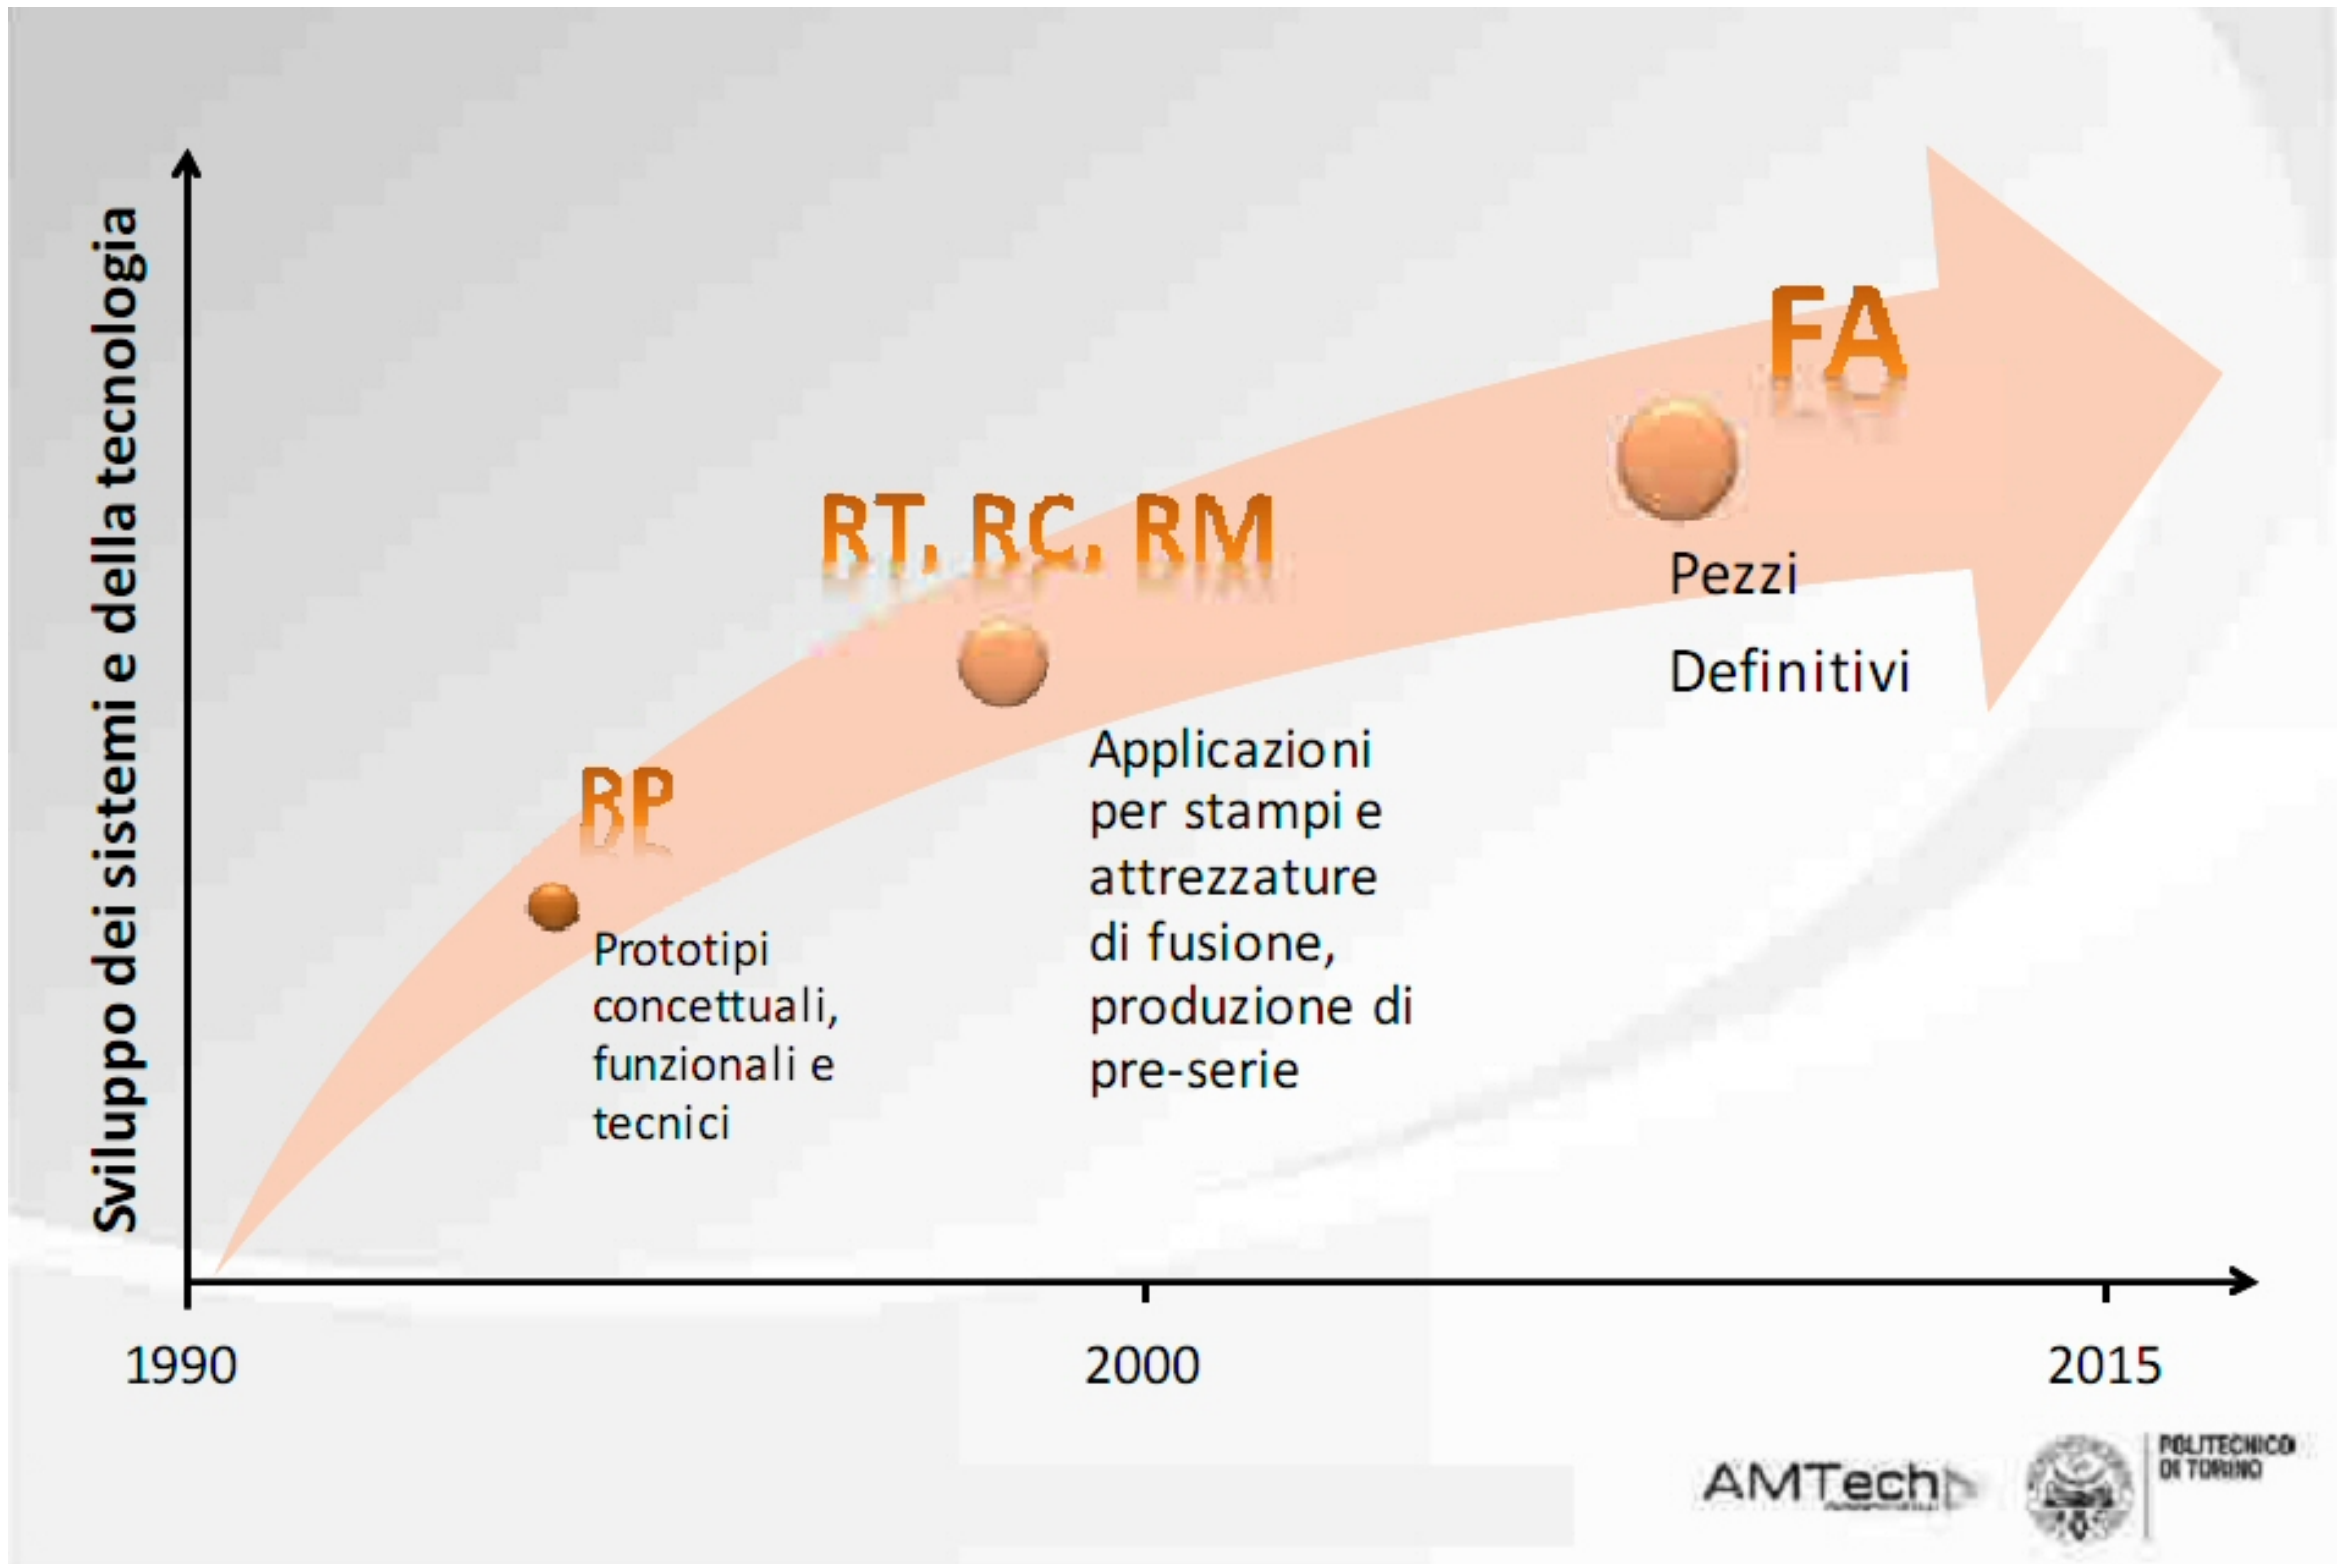 Sviluppo dei sistemi e della tecnologia
FA
RT, RC, RM
RP
Pezzi
Definitivi
Applicazioni
per stampi e
attrezzature
di fusione,
produzione di
pre-serie
Prototipi
concettuali,
funzionali e
tecnici
1990
2000
2015
AMTech
POLITECNICO
DI TORINO